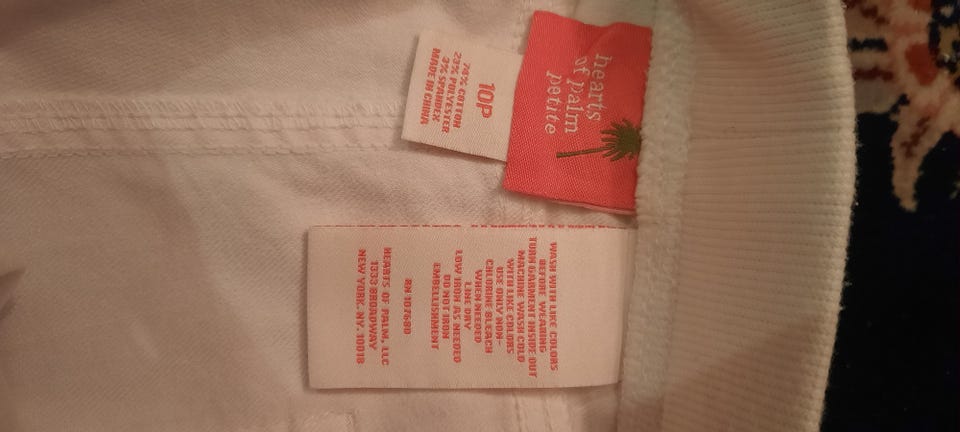 hearts
of palm
petite
10P
74% COTTON
23% POLYESTER
3% SPANDEX
MADE IN CHINA
WASH WITH LIKE COLORS
BEFORE WEARING
TURN GARMENT INSIDE OUT
MACHINE WASH COLD
WITH LIKE COLORS
USE ONLY NON-
CHLORINE BLEACH
WHEN NEEDED
LINE DRY
LOW IRON AS NEEDED
DO NOT IRON
EMBELLISHMENT
RN 107680
HEARTS OF PALM, LLC
1333 BROADWAY
NEW YORK, NY. 10018